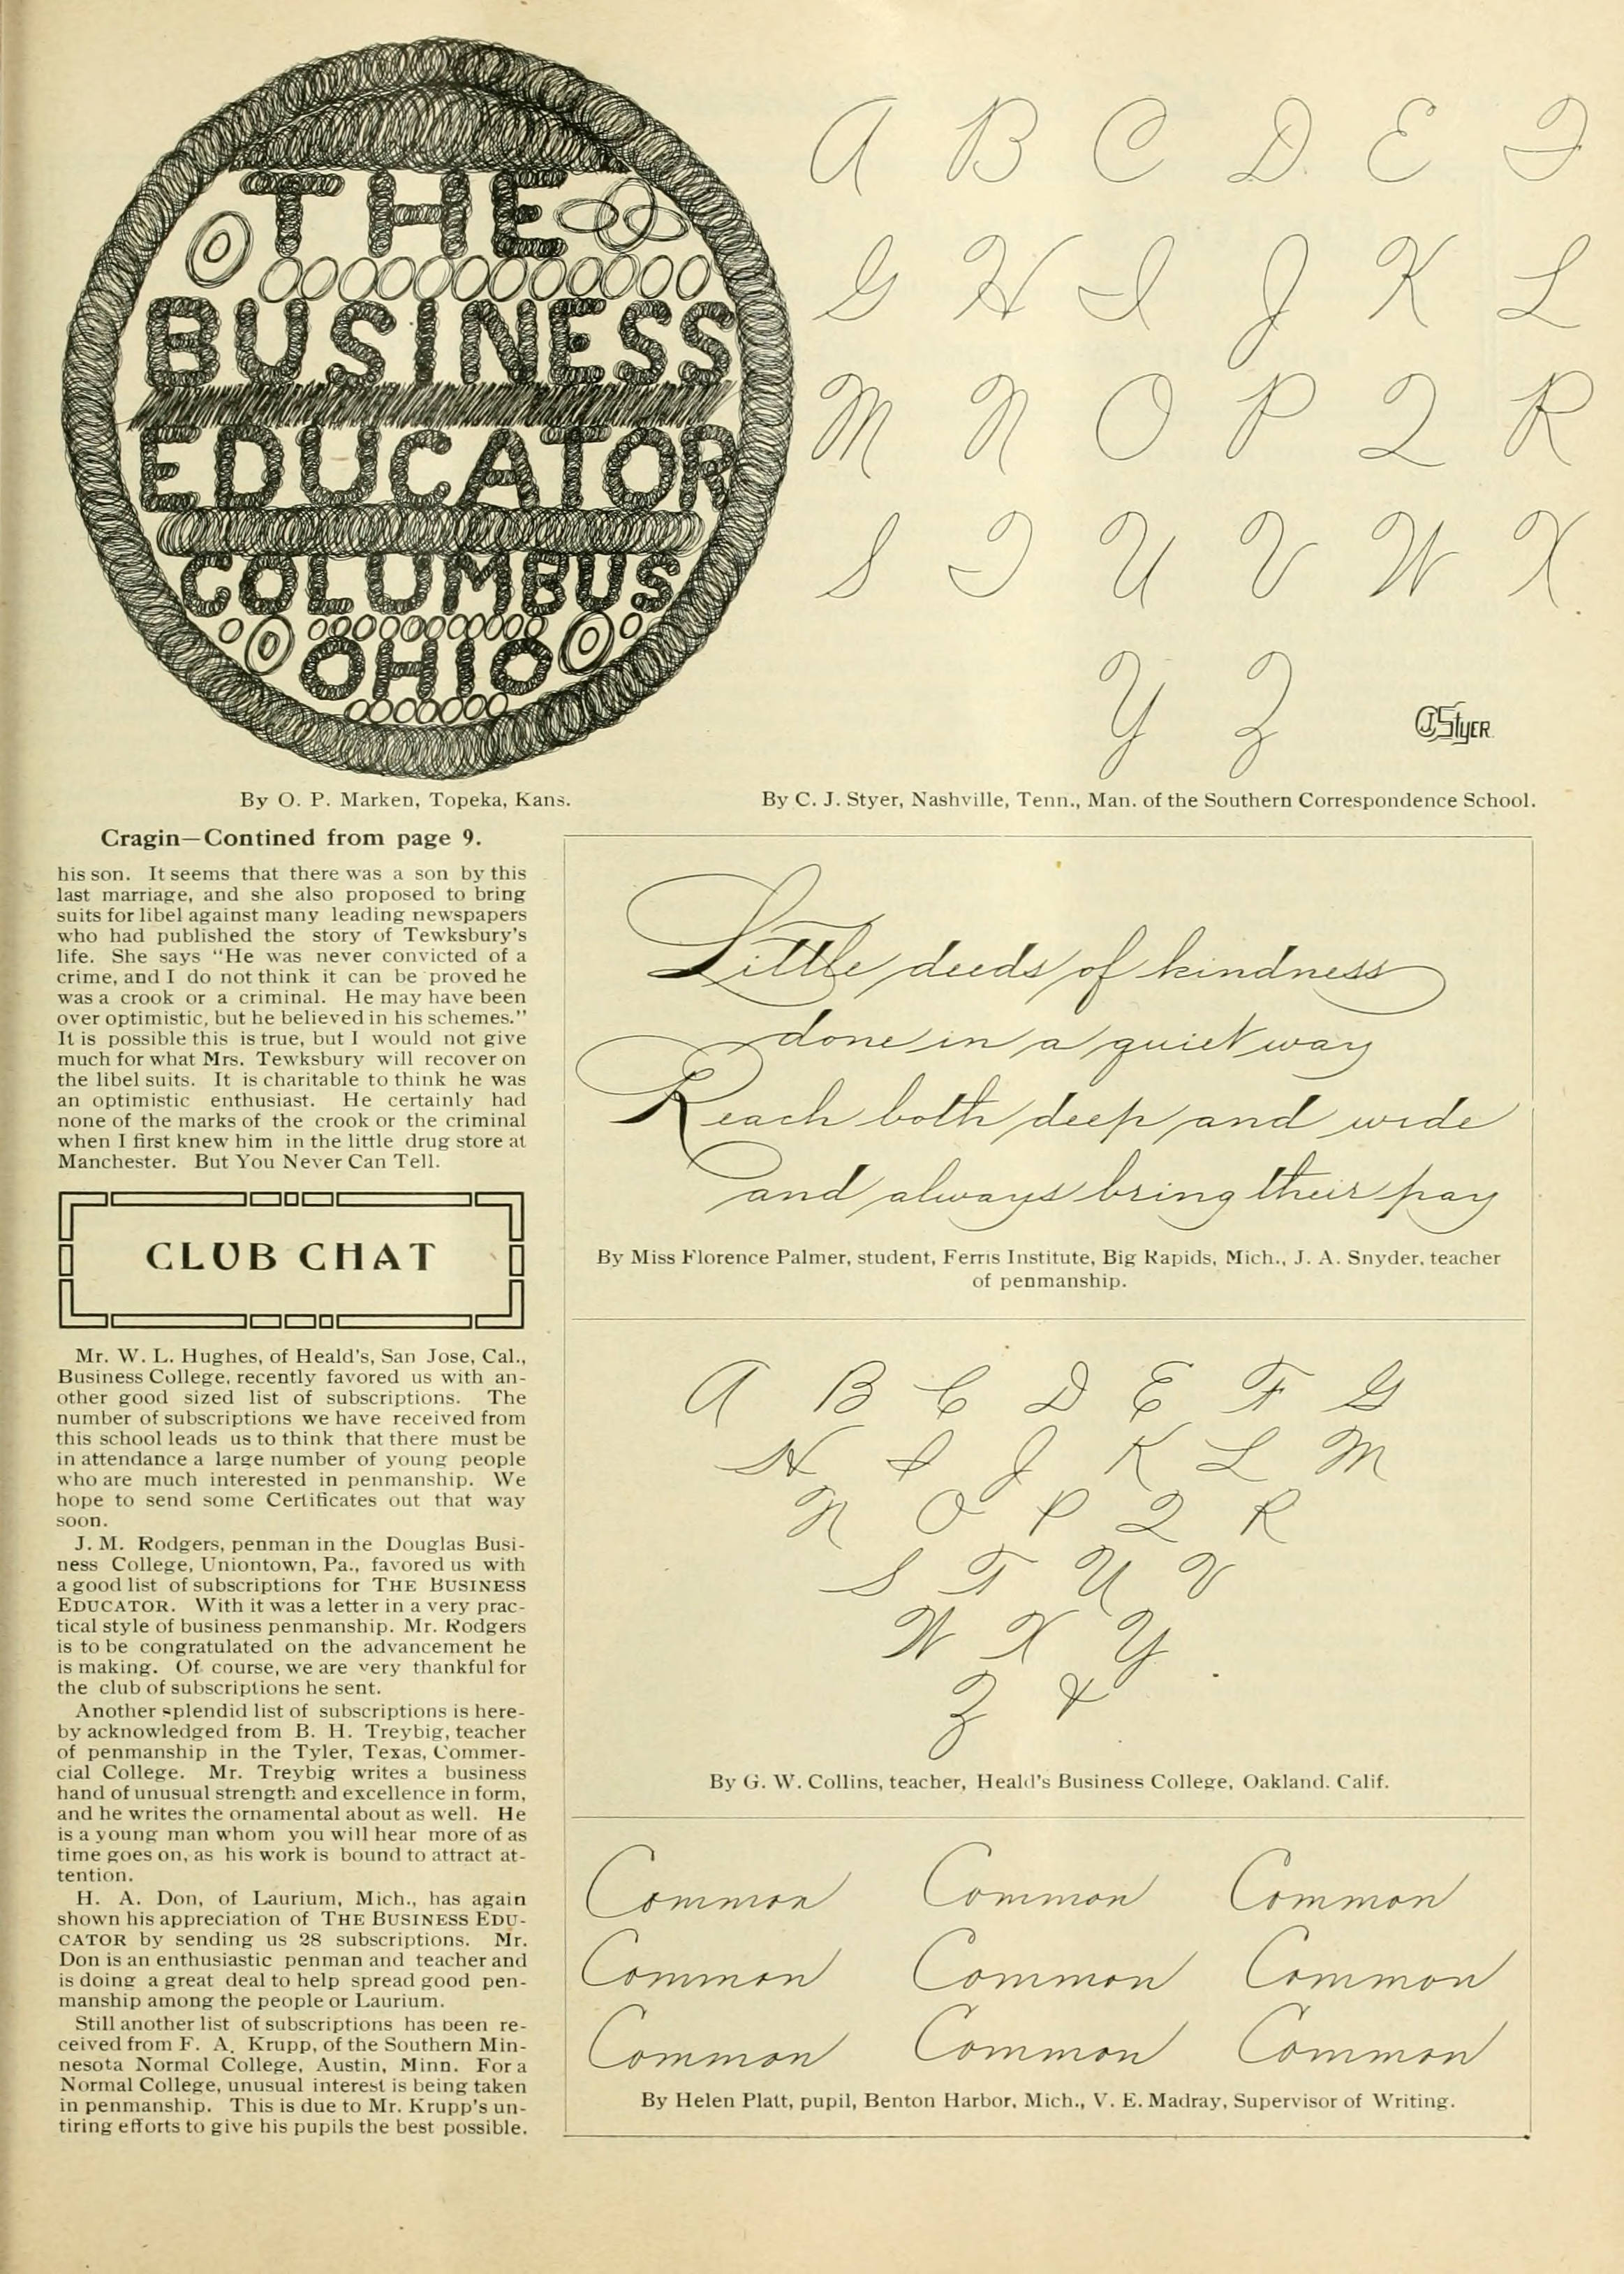 THE
BUSINESS
EDUCATOR
COLUMBUS
OHIO
By O. P. Marken, Topeka, Kans.
A B C D E F
G H I J K L
M N O P Q R
S T U V W X
Y Z
CJStyer
By C. J. Styer, Nashville, Tenn., Man. of the Southern Correspondence School.
Cragin—Contined from page 9.
his son. It seems that there was a son by this
last marriage, and she also proposed to bring
suits for libel against many leading newspapers
who had published the story of Tewksbury's
life. She says "He was never convicted of a
crime, and I do not think it can be proved he
was a crook or a criminal. He may have been
over optimistic, but he believed in his schemes."
It is possible this is true, but I would not give
much for what Mrs. Tewksbury will recover on
the libel suits. It is charitable to think he was
an optimistic enthusiast. He certainly had
none of the marks of the crook or the criminal
when I first knew him in the little drug store at
Manchester. But You Never Can Tell.
CLUB CHAT
Mr. W. L. Hughes, of Heald's, San Jose, Cal.,
Business College, recently favored us with an-
other good sized list of subscriptions. The
number of subscriptions we have received from
this school leads us to think that there must be
in attendance a large number of young people
who are much interested in penmanship. We
hope to send some Certificates out that way
soon.
J. M. Rodgers, penman in the Douglas Busi-
ness College, Uniontown, Pa., favored us with
a good list of subscriptions for THE BUSINESS
EDUCATOR. With it was a letter in a very prac-
tical style of business penmanship. Mr. Rodgers
is to be congratulated on the advancement he
is making. Of course, we are very thankful for
the club of subscriptions he sent.
Another splendid list of subscriptions is here-
by acknowledged from B. H. Treybig, teacher
of penmanship in the Tyler, Texas, Commer-
cial College. Mr. Treybig writes a business
hand of unusual strength and excellence in form,
and he writes the ornamental about as well. He
is a young man whom you will hear more of as
time goes on, as his work is bound to attract at-
tention.
H. A. Don, of Laurium, Mich., has again
shown his appreciation of THE BUSINESS EDU-
CATOR by sending us 28 subscriptions. Mr.
Don is an enthusiastic penman and teacher and
is doing a great deal to help spread good pen-
manship among the people or Laurium.
Still another list of subscriptions has been re-
ceived from F. A. Krupp, of the Southern Min-
nesota Normal College, Austin, Minn. For a
Normal College, unusual interest is being taken
in penmanship. This is due to Mr. Krupp's un-
tiring efforts to give his pupils the best possible.
Little deeds of kindness
done in a quiet way
Reach both deep and wide
and always bring their pay
By Miss Florence Palmer, student, Ferris Institute, Big Rapids, Mich., J. A. Snyder, teacher
of penmanship.
A B C D E F G
H I J K L M
N O P Q R
S T U V
W X Y
Z &
By G. W. Collins, teacher, Heald's Business College, Oakland. Calif.
Common Common Common
Common Common Common
Common Common Common
By Helen Platt, pupil, Benton Harbor, Mich., V. E. Madray, Supervisor of Writing.